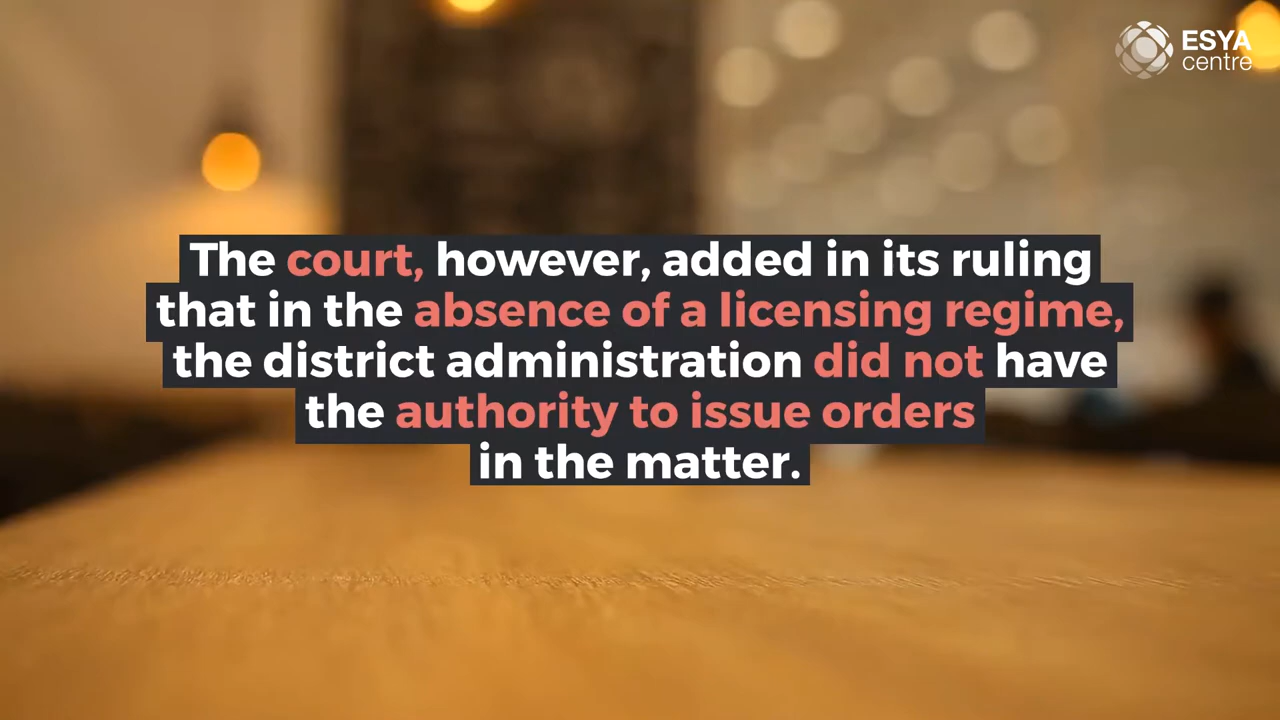 ESYA
centre
The court, however, added in its ruling
that in the absence of a licensing regime,
the district administration did not have
the authority to issue orders
in the matter.